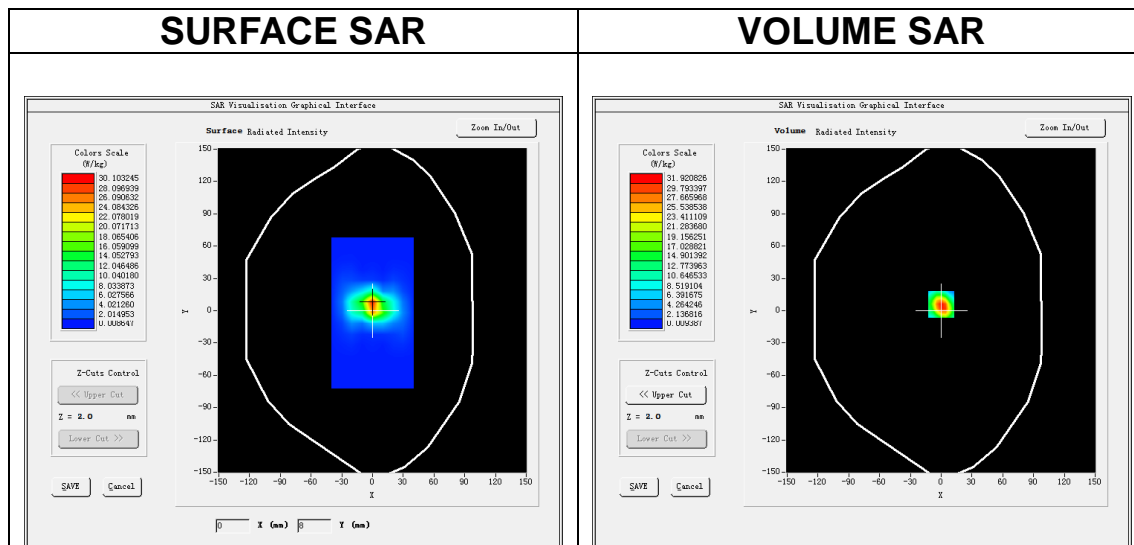 SURFACE SAR
SAR Visualisation Graphical Interface
Surface Radiated Intensity
Zoom In/Out
Colors Scale
(W/kg)
30.103245
28.096939
26.090632
24.084326
22.078019
20.071713
18.065406
16.059099
14.052793
12.046486
10.040180
8.033873
6.027566
4.021260
2.014953
0.008647
Z-Cuts Control
<< Upper Cut
Z = 2.0 mm
Lower Cut >>
SAVE Cancel
150
120
90
60
30
0
-30
-60
-90
-120
-150
Y
-150 -120 -90 -60 -30 0 30 60 90 120 150
X
0 X (mm) 8 Y (mm)
VOLUME SAR
SAR Visualisation Graphical Interface
Volume Radiated Intensity
Zoom In/Out
Colors Scale
(W/kg)
31.920826
29.793397
27.665968
25.538538
23.411109
21.283680
19.156251
17.028821
14.901392
12.773963
10.646533
8.519104
6.391675
4.264246
2.136816
0.009387
Z-Cuts Control
<< Upper Cut
Z = 2.0 mm
Lower Cut >>
SAVE Cancel
150
120
90
60
30
0
-30
-60
-90
-120
-150
Y
-150 -120 -90 -60 -30 0 30 60 90 120 150
X